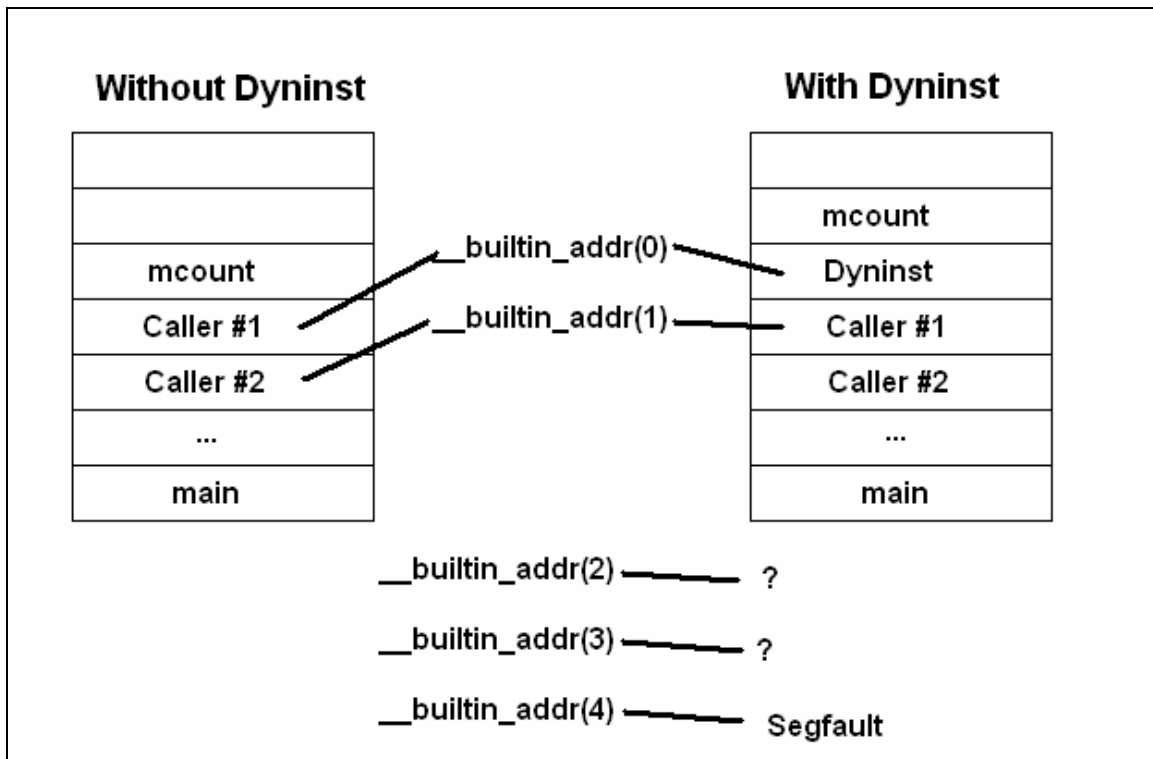 Without Dyninst
With Dyninst
mcount
Caller #1
Caller #2
...
main
__builtin_addr(0)
__builtin_addr(1)
mcount
Dyninst
Caller #1
Caller #2
...
main
__builtin_addr(2)
?
__builtin_addr(3)
?
__builtin_addr(4)
Segfault